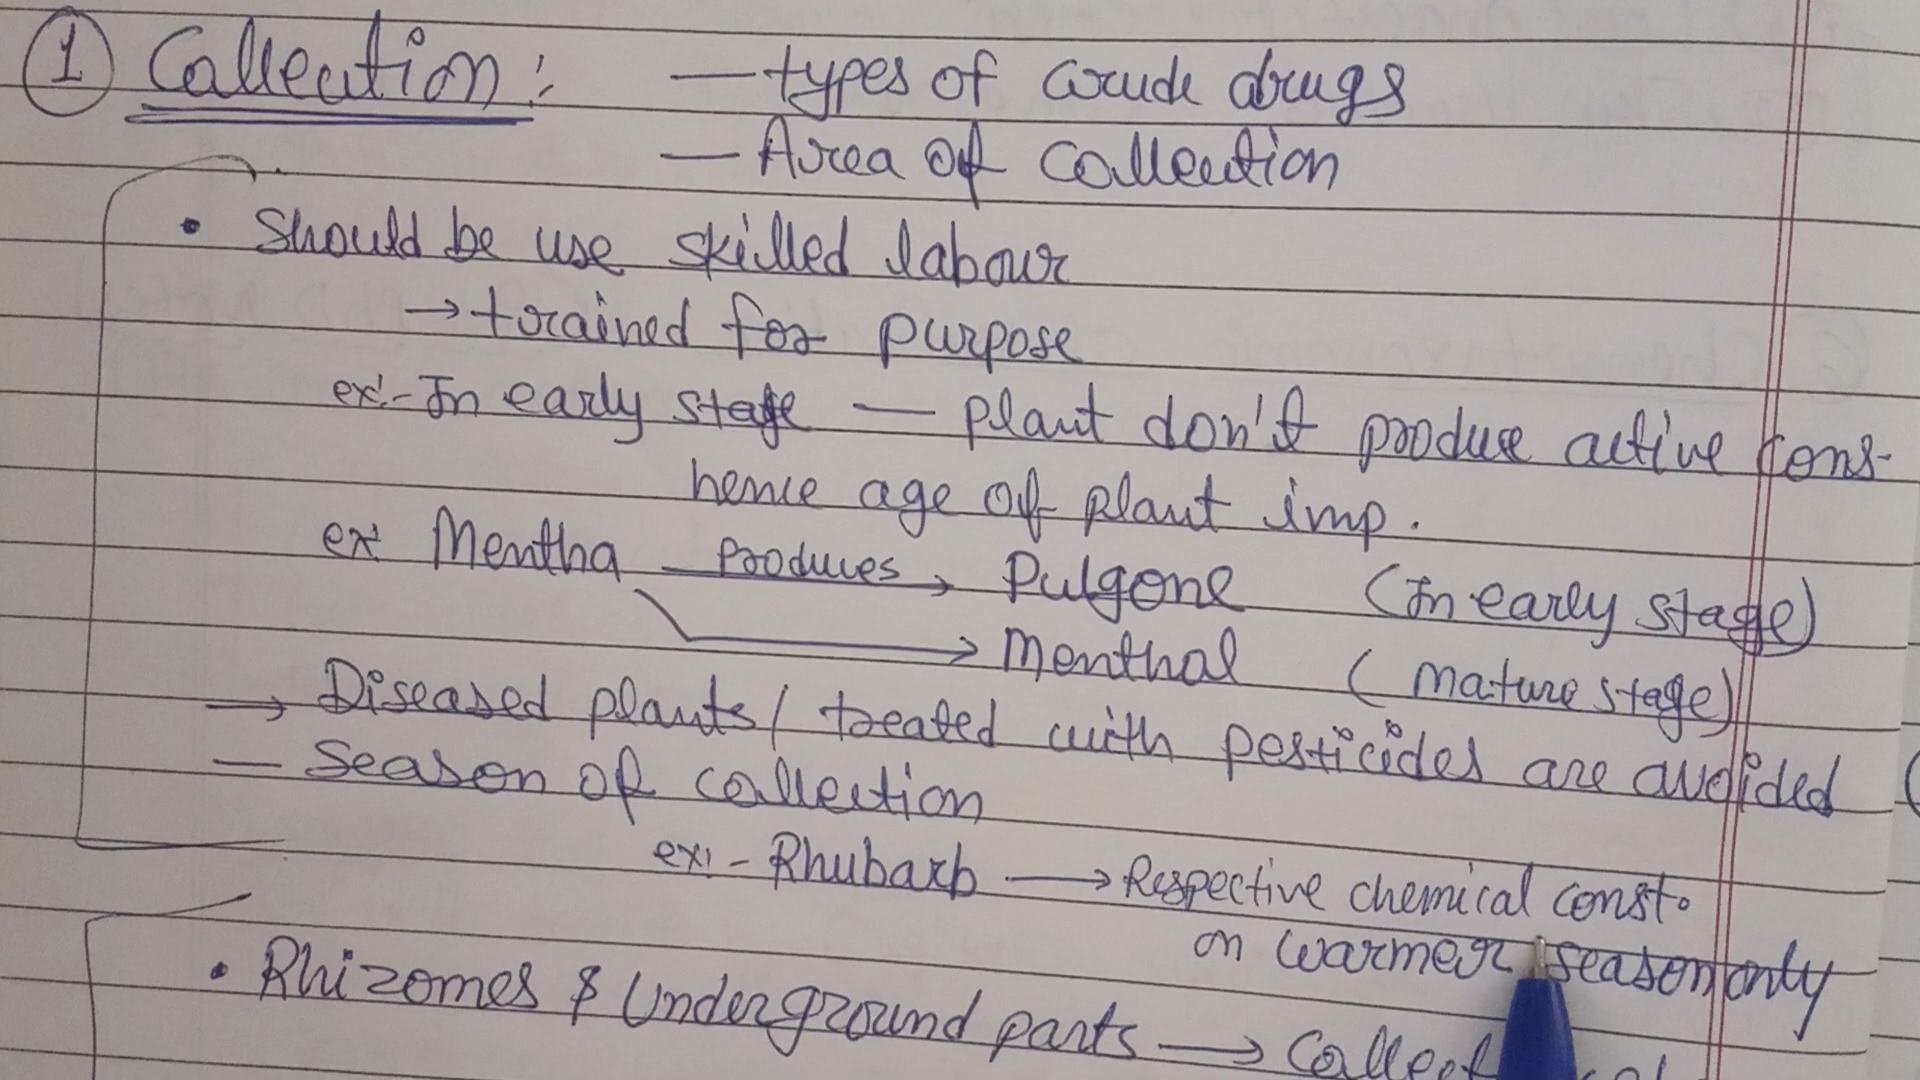 ① Collection :- — types of crude drugs
— Area of Collection
• Should be use skilled labour
→ trained for purpose
ex:- In early stage — plant don't produce active cons-
hence age of plant imp.
ex: Mentha produces → Pulgone (In early stage)
→ Menthal (mature stage)
→ Diseased plants / treated with pesticides are avoided
— Season of collection
ex:- Rhubarb → Respective chemical const.
on warmer season only
• Rhizomes & Underground parts → Collect